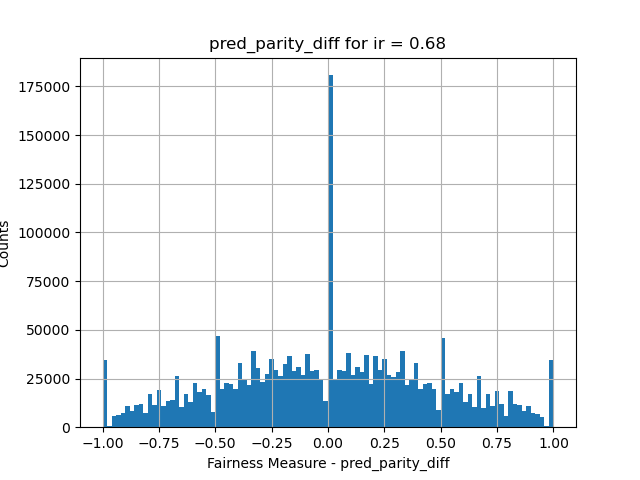 pred_parity_diff for ir = 0.68
175000
150000
125000
100000
75000
50000
25000
0
Counts
−1.00 −0.75 −0.50 −0.25 0.00 0.25 0.50 0.75 1.00
Fairness Measure - pred_parity_diff